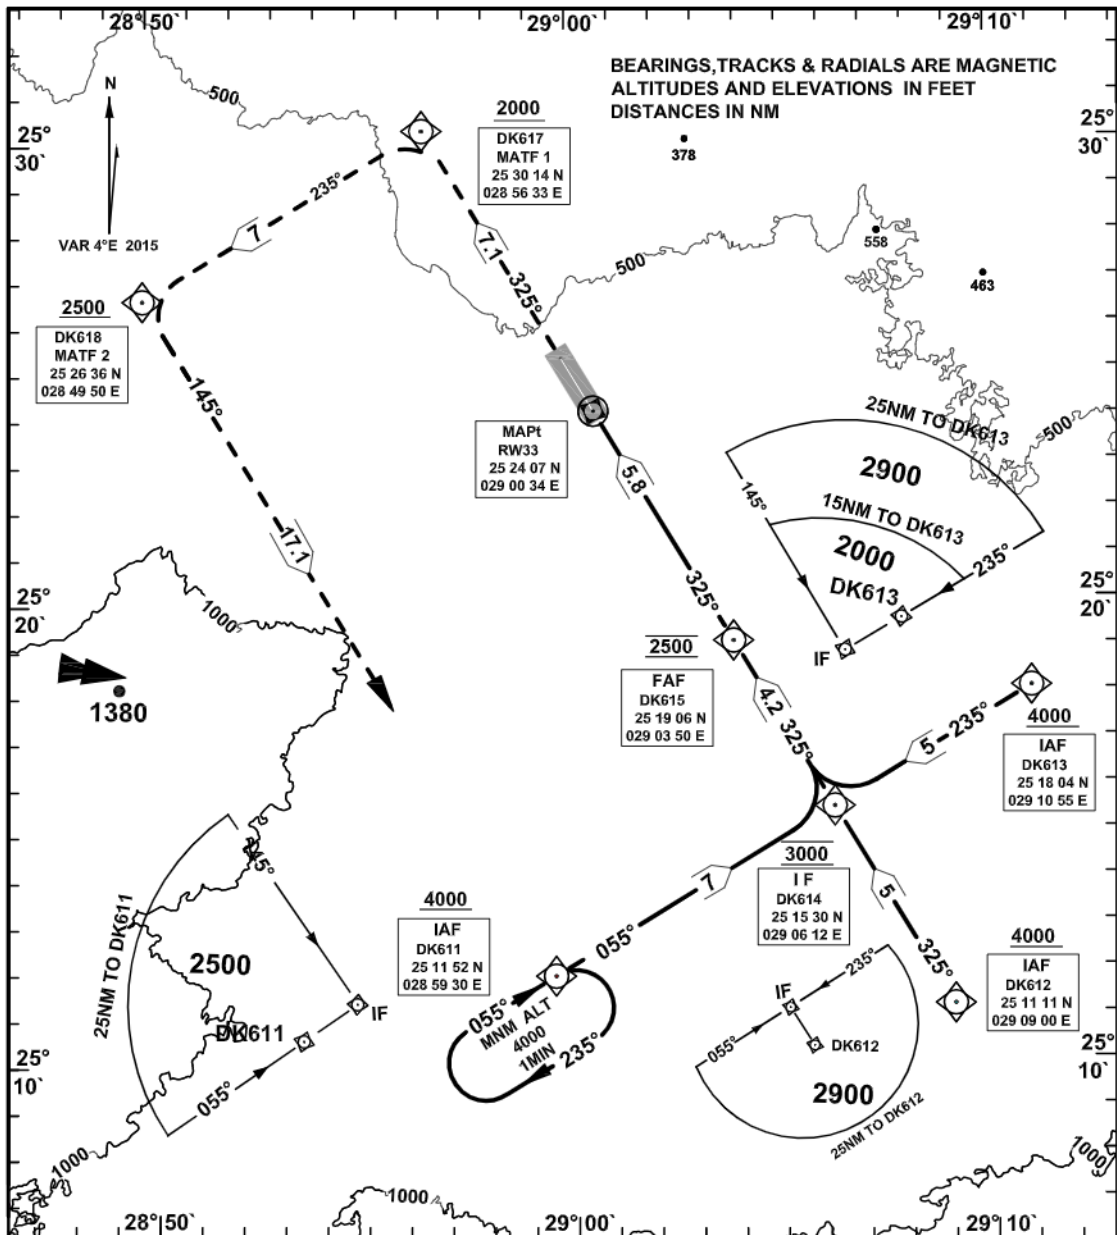 28°50`
29°00`
29°10`
BEARINGS,TRACKS & RADIALS ARE MAGNETIC
ALTITUDES AND ELEVATIONS IN FEET
DISTANCES IN NM
N
VAR 4°E 2015
25°
30`
25°
30`
500
2000
DK617
MATF 1
25 30 14 N
028 56 33 E
378
558
463
500
235°
7
7.1
325°
2500
DK618
MATF 2
25 26 36 N
028 49 50 E
145°
17.1
MAPt
RW33
25 24 07 N
029 00 34 E
5.8
325°
25NM TO DK613
2900
15NM TO DK613
2000
DK613
145°
235°
IF
500
25°
20`
25°
20`
1000
1380
2500
FAF
DK615
25 19 06 N
029 03 50 E
4.2
325°
5
235°
4000
IAF
DK613
25 18 04 N
029 10 55 E
3000
I F
DK614
25 15 30 N
029 06 12 E
7
055°
5
325°
4000
IAF
DK611
25 11 52 N
028 59 30 E
4000
IAF
DK612
25 11 11 N
029 09 00 E
145°
25NM TO DK611
2500
DK611
IF
055°
055°
MNM ALT
4000
1MIN
235°
235°
IF
055°
DK612
2900
25NM TO DK612
25°
10`
25°
10`
1000
1000
1000
28°50`
29°00`
29°10`